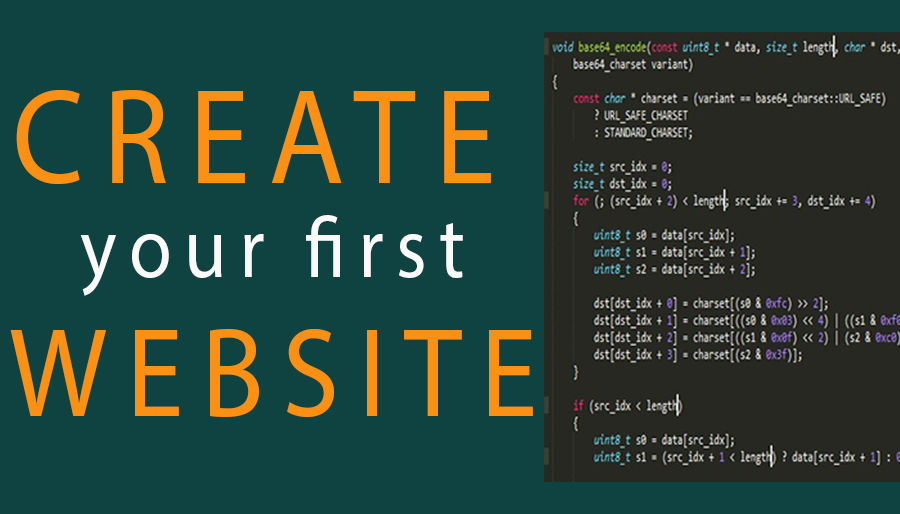 CREATE
your first
WEBSITE
void base64_encode(const uint8_t * data, size_t length, char * dst,
base64_charset variant)
{
const char * charset = (variant == base64_charset::URL_SAFE)
? URL_SAFE_CHARSET
: STANDARD_CHARSET;
size_t src_idx = 0;
size_t dst_idx = 0;
for (; (src_idx + 2) < length; src_idx += 3, dst_idx += 4)
{
uint8_t s0 = data[src_idx];
uint8_t s1 = data[src_idx + 1];
uint8_t s2 = data[src_idx + 2];
dst[dst_idx + 0] = charset[(s0 & 0xfc) >> 2];
dst[dst_idx + 1] = charset[((s0 & 0x03) << 4) | ((s1 & 0xf0
dst[dst_idx + 2] = charset[((s1 & 0x0f) << 2) | (s2 & 0xc0)
dst[dst_idx + 3] = charset[(s2 & 0x3f)];
}
if (src_idx < length)
{
uint8_t s0 = data[src_idx];
uint8_t s1 = (src_idx + 1 < length) ? data[src_idx + 1] : 0